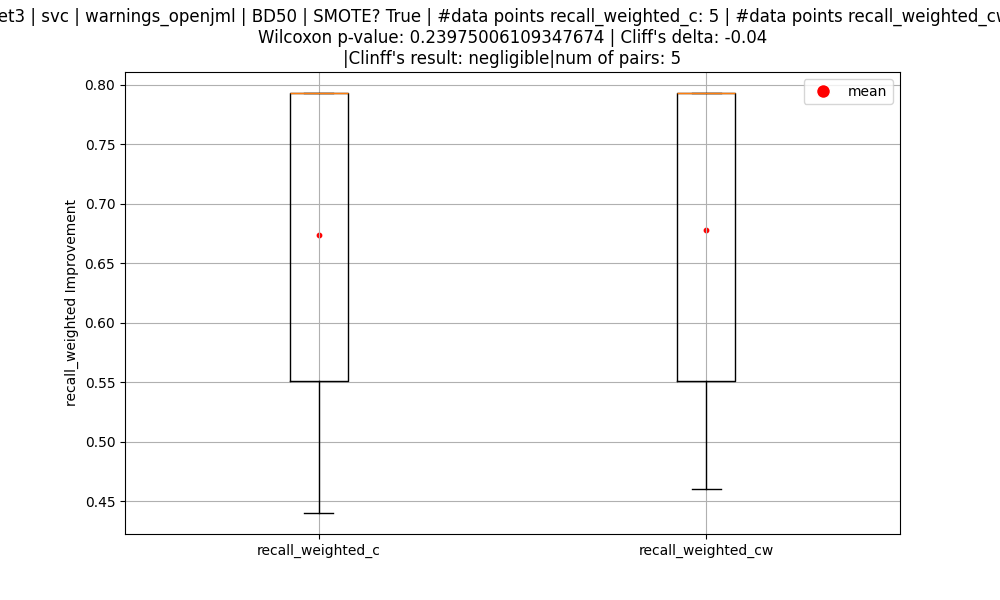 | svc | warnings_openjml | BD50 | SMOTE? True | #data points recall_weighted_c: 5 | #data points
Wilcoxon p-value: 0.23975006109347674 | Cliff's delta: -0.04
|Clinff's result: negligible|num of pairs: 5
mean
0.80
0.75
0.70
0.65
0.60
0.55
0.50
0.45
recall_weighted Improvement
recall_weighted_c
recall_weighted_cw